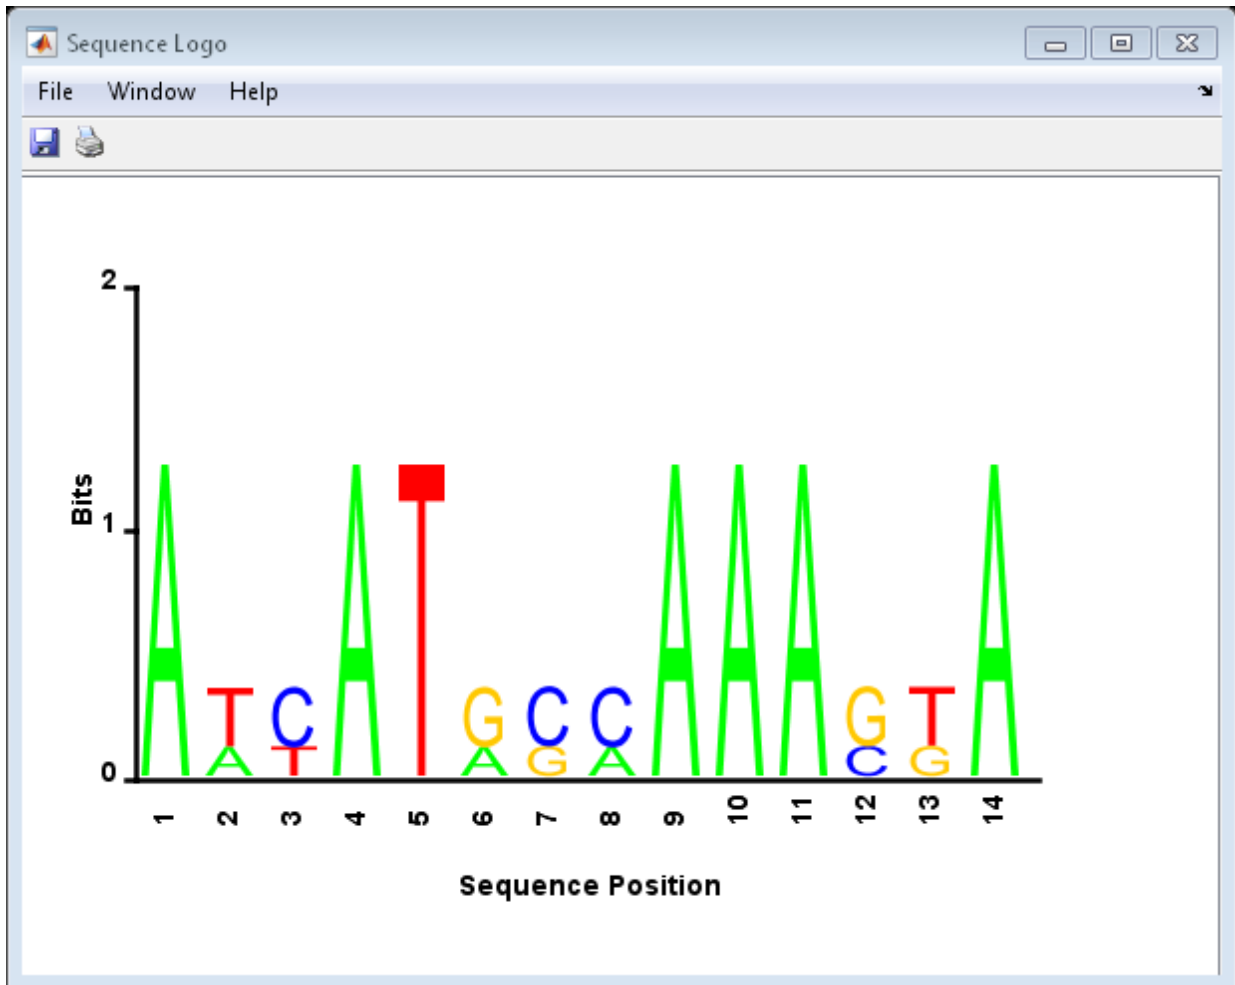 Sequence Logo
File Window Help
2
Bits
1
0
A T C A T G C C A A A G T A
A T A G A C G
1 2 3 4 5 6 7 8 9 10 11 12 13 14
Sequence Position